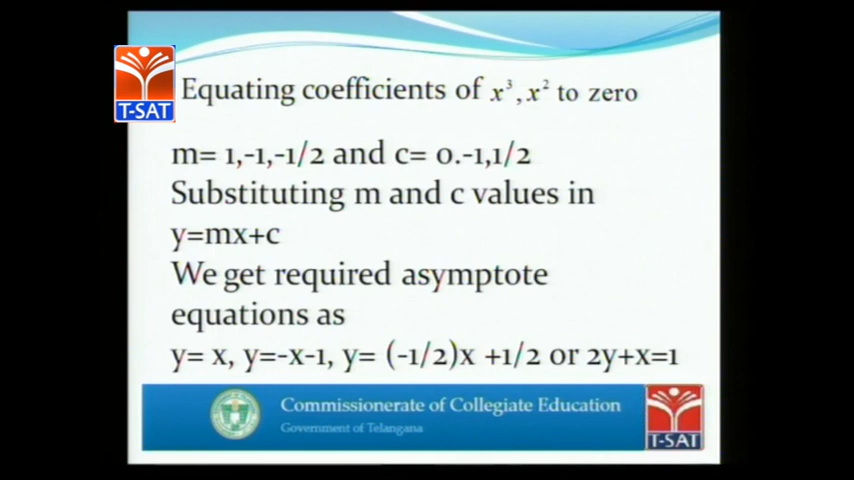 T-SAT
Equating coefficients of x³, x² to zero
m= 1,-1,-1/2 and c= 0.-1,1/2
Substituting m and c values in
y=mx+c
We get required asymptote
equations as
y= x, y=-x-1, y= (-1/2)x +1/2 or 2y+x=1
Commissionerate of Collegiate Education
Government of Telangana
T-SAT